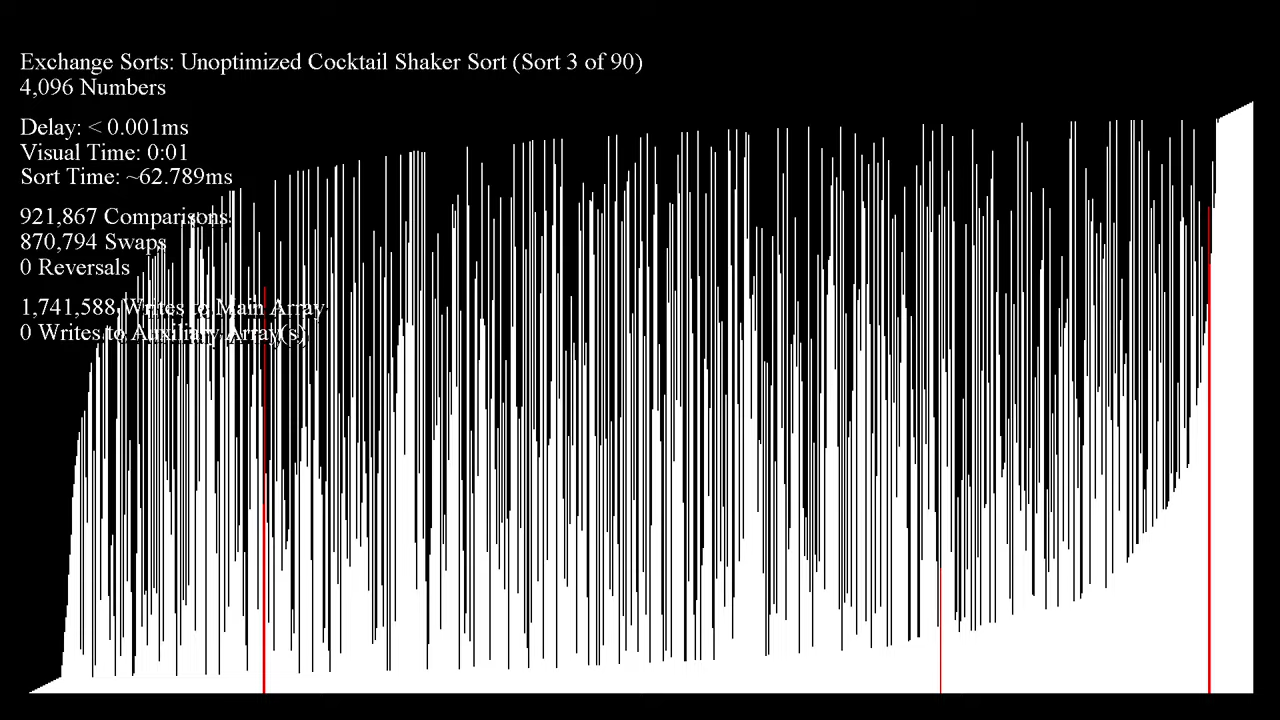 Exchange Sorts: Unoptimized Cocktail Shaker Sort (Sort 3 of 90)
4,096 Numbers
Delay: < 0.001ms
Visual Time: 0:01
Sort Time: ~62.789ms
921,867 Comparisons
870,794 Swaps
0 Reversals
1,741,588 Writes to Main Array
0 Writes to Auxiliary Array(s)